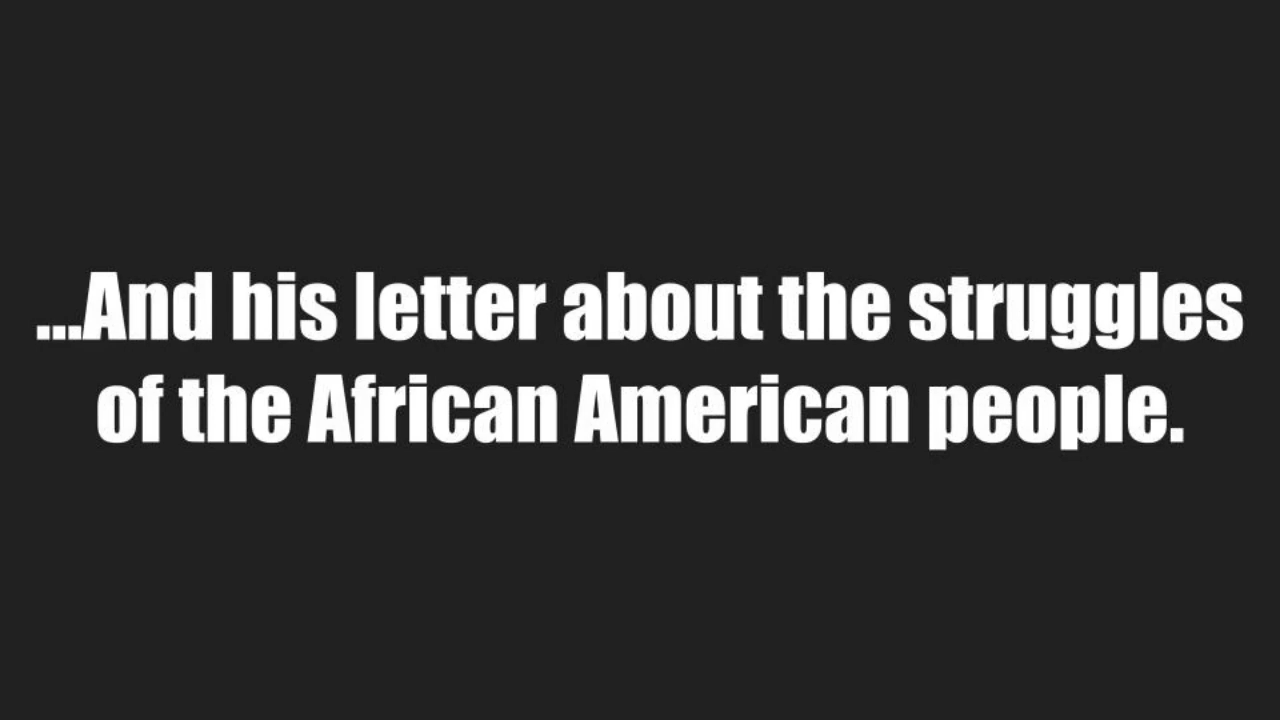 ...And his letter about the struggles
of the African American people.